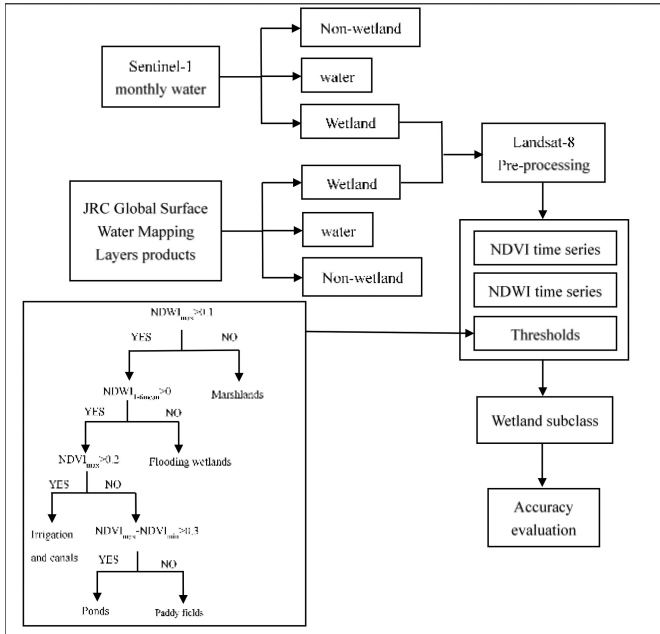 Non-wetland
Sentinel-1
monthly water
water
Wetland
Landsat-8
Pre-processing
Wetland
JRC Global Surface
Water Mapping
Layers products
water
Non-wetland
NDVI time series
NDWI time series
Thresholds
NDWImax>0.1
YES
NO
Marshlands
YES
NO
NDVImax>0.2
Flooding wetlands
YES
NO
Irrigation
and canals
NDVImax-NDVImin>0.3
YES
NO
Ponds
Paddy fields
Wetland subclass
Accuracy
evaluation